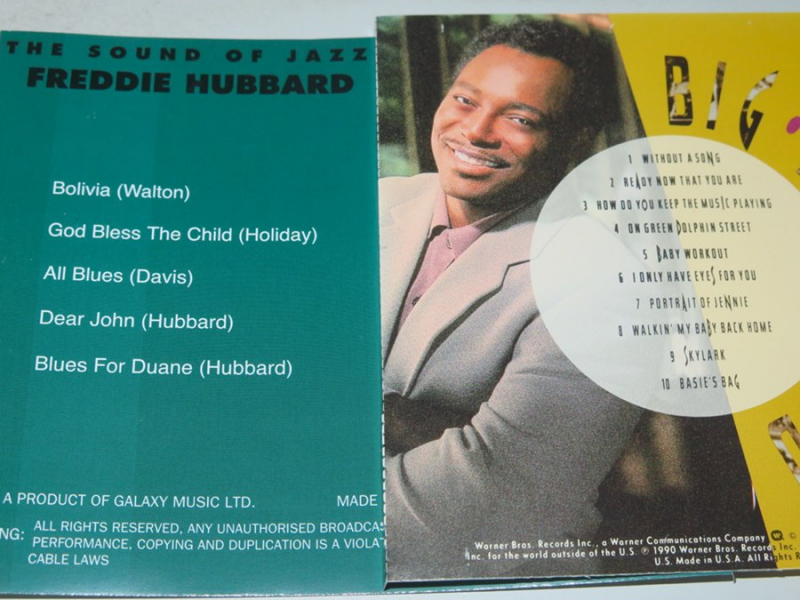 THE SOUND OF JAZZ
FREDDIE HUBBARD
Bolivia (Walton)
God Bless The Child (Holiday)
All Blues (Davis)
Dear John (Hubbard)
Blues For Duane (Hubbard)
A PRODUCT OF GALAXY MUSIC LTD. MADE
NG: ALL RIGHTS RESERVED, ANY UNAUTHORISED BROADCA
PERFORMANCE, COPYING AND DUPLICATION IS A VIOLAT
CABLE LAWS
BIG
1 WITHOUT A SONG
2 READY NOW THAT YOU ARE
3 HOW DO YOU KEEP THE MUSIC PLAYING
4 ON GREEN DOLPHIN STREET
5 BABY WORKOUT
6 I ONLY HAVE EYES FOR YOU
7 PORTRAIT OF JENNIE
8 WALKIN' MY BABY BACK HOME
9 SKYLARK
10 BASIE'S BAG
Warner Bros. Records Inc., a Warner Communications Company ©
Inc. for the world outside of the U.S. ℗ 1990 Warner Bros. Records Inc.
U.S. Made in U.S.A. All Rights R